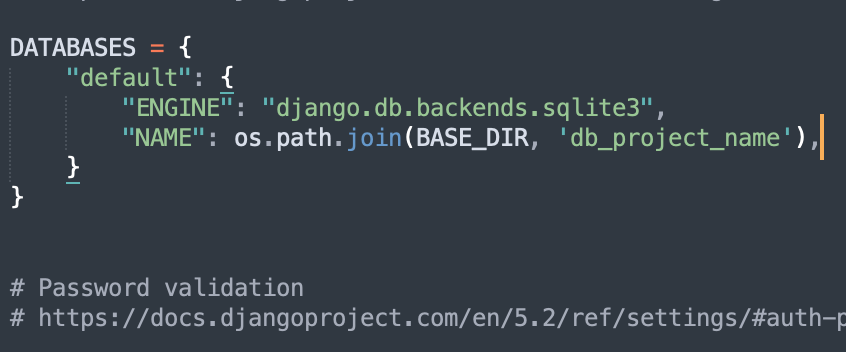 DATABASES = {
    "default": {
        "ENGINE": "django.db.backends.sqlite3",
        "NAME": os.path.join(BASE_DIR, 'db_project_name'),
    }
}
# Password validation
# https://docs.djangoproject.com/en/5.2/ref/settings/#auth-p